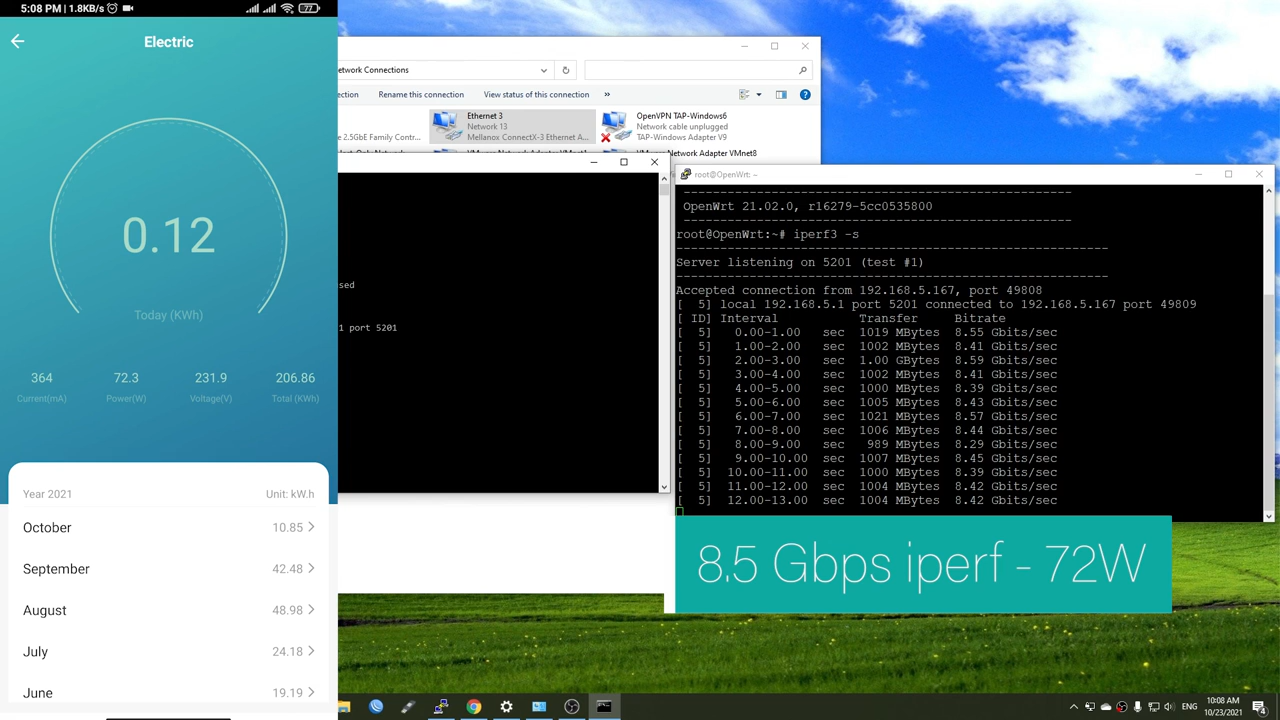 5:08 PM | 1.8KB/s
77
Electric
0.12
Today (KWh)
364
72.3
231.9
206.86
Current(mA)
Power(W)
Voltage(V)
Total (KWh)
Year 2021
Unit: kW.h
October
10.85
September
42.48
August
48.98
July
24.18
June
19.19
etwork Connections
ection
Rename this connection
View status of this connection
»
e 2.5GbE Family Contr...
Ethernet 3
Network 13
Mellanox ConnectX-3 Ethernet A...
OpenVPN TAP-Windows6
Network cable unplugged
TAP-Windows Adapter V9
VMware Network Adapter VMnet8
sed
1 port 5201
root@OpenWrt: ~
-----------------------------------------------------
OpenWrt 21.02.0, r16279-5cc0535800
-----------------------------------------------------
root@OpenWrt:~# iperf3 -s
-----------------------------------------------------------
Server listening on 5201 (test #1)
-----------------------------------------------------------
Accepted connection from 192.168.5.167, port 49808
[  5] local 192.168.5.1 port 5201 connected to 192.168.5.167 port 49809
[ ID] Interval           Transfer     Bitrate
[  5]   0.00-1.00   sec  1019 MBytes  8.55 Gbits/sec
[  5]   1.00-2.00   sec  1002 MBytes  8.41 Gbits/sec
[  5]   2.00-3.00   sec  1.00 GBytes  8.59 Gbits/sec
[  5]   3.00-4.00   sec  1002 MBytes  8.41 Gbits/sec
[  5]   4.00-5.00   sec  1000 MBytes  8.39 Gbits/sec
[  5]   5.00-6.00   sec  1005 MBytes  8.43 Gbits/sec
[  5]   6.00-7.00   sec  1021 MBytes  8.57 Gbits/sec
[  5]   7.00-8.00   sec  1006 MBytes  8.44 Gbits/sec
[  5]   8.00-9.00   sec   989 MBytes  8.29 Gbits/sec
[  5]   9.00-10.00  sec  1007 MBytes  8.45 Gbits/sec
[  5]  10.00-11.00  sec  1000 MBytes  8.39 Gbits/sec
[  5]  11.00-12.00  sec  1004 MBytes  8.42 Gbits/sec
[  5]  12.00-13.00  sec  1004 MBytes  8.42 Gbits/sec
8.5 Gbps iperf - 72W
ENG
10:08 AM
10/23/2021
4